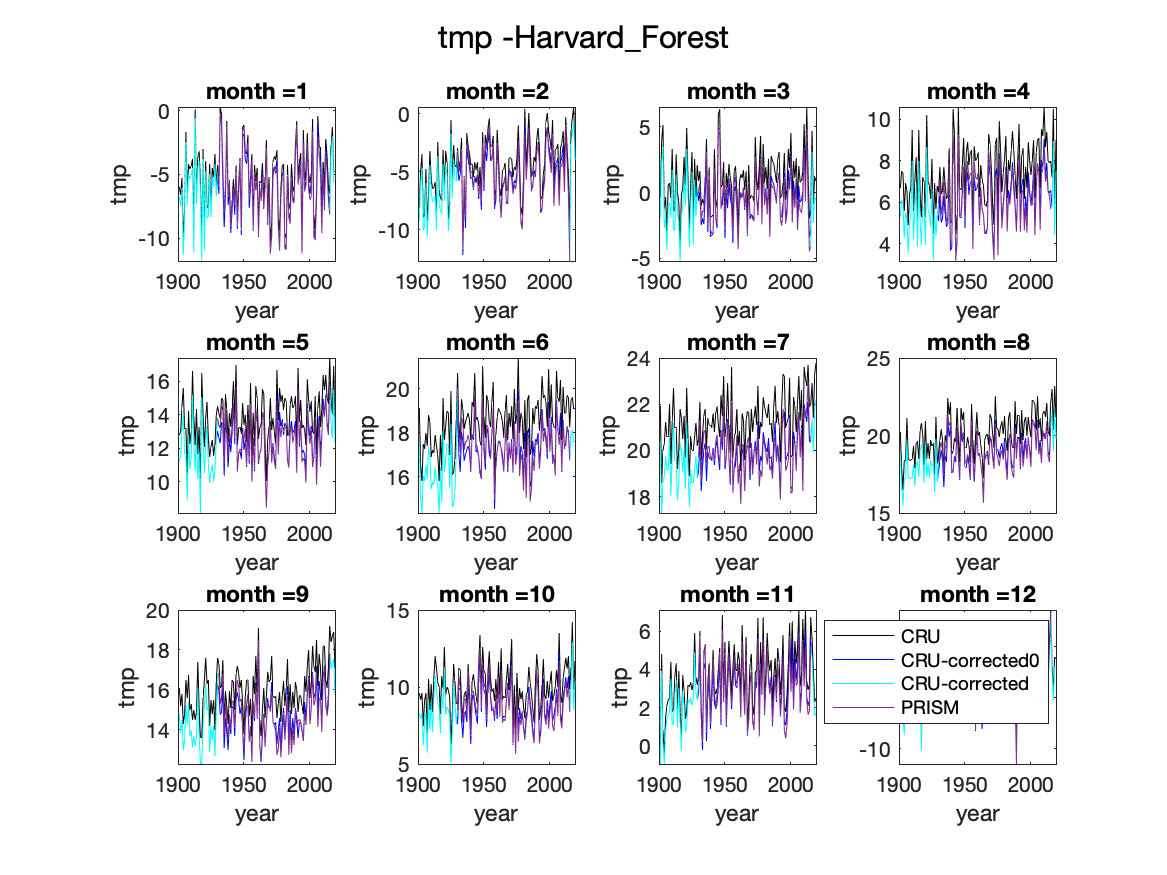 tmp -Harvard_Forest
month =1
month =2
month =3
month =4
0
-5
-10
tmp
1900 1950 2000
year
0
-5
-10
tmp
1900 1950 2000
year
5
0
-5
tmp
1900 1950 2000
year
10
8
6
4
tmp
1900 1950 2000
year
month =5
month =6
month =7
month =8
16
14
12
10
tmp
1900 1950 2000
year
20
18
16
tmp
1900 1950 2000
year
24
22
20
18
tmp
1900 1950 2000
year
25
20
15
tmp
1900 1950 2000
year
month =9
month =10
month =11
month =12
20
18
16
14
tmp
1900 1950 2000
year
15
10
5
tmp
1900 1950 2000
year
6
4
2
0
tmp
1900 1950 2000
year
CRU
CRU-corrected0
CRU-corrected
PRISM
-10
1900 1950 2000
year